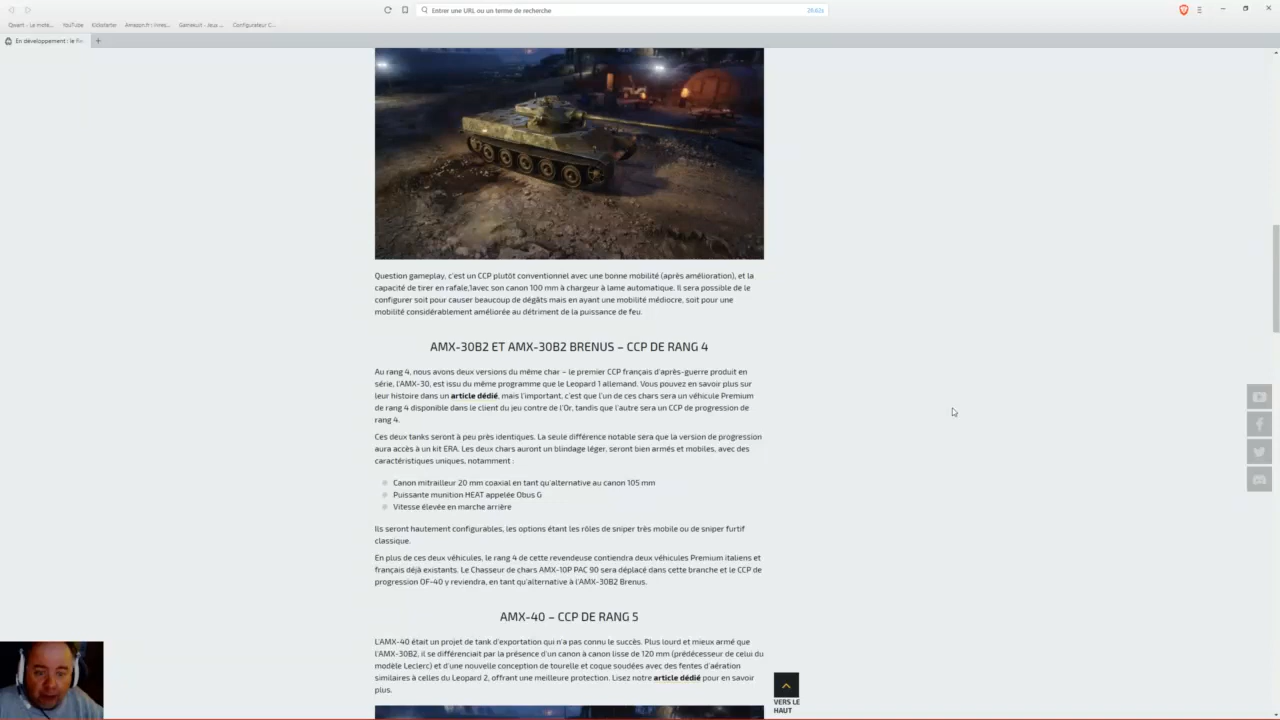 Entrer une URL ou un terme de recherche
Qwant - Le mote...
YouTube
Kickstarter
Amazon.fr : livres...
Gamekult - Jeux ...
Configurateur C...
En développement : le fu
Question gameplay, c'est un CCP plutôt conventionnel avec une bonne mobilité (après amélioration), et la
capacité de tirer en rafale,1avec son canon 100 mm à chargeur à lame automatique. Il sera possible de le
configurer soit pour causer beaucoup de dégâts mais en ayant une mobilité médiocre, soit pour une
mobilité considérablement améliorée au détriment de la puissance de feu.
AMX-30B2 ET AMX-30B2 BRENUS – CCP DE RANG 4
Au rang 4, nous avons deux versions du même char – le premier CCP français d'après-guerre produit en
série, l'AMX-30, est issu du même programme que le Leopard 1 allemand. Vous pouvez en savoir plus sur
leur histoire dans un article dédié, mais l'important, c'est que l'un de ces chars sera un véhicule Premium
de rang 4 disponible dans le client du jeu contre de l'Or, tandis que l'autre sera un CCP de progression de
rang 4.
Ces deux tanks seront à peu près identiques. La seule différence notable sera que la version de progression
aura accès à un kit ERA. Les deux chars auront un blindage léger, seront bien armés et mobiles, avec des
caractéristiques uniques, notamment :
Canon mitrailleur 20 mm coaxial en tant qu'alternative au canon 105 mm
Puissante munition HEAT appelée Obus G
Vitesse élevée en marche arrière
Ils seront hautement configurables, les options étant les rôles de sniper très mobile ou de sniper furtif
classique.
En plus de ces deux véhicules, le rang 4 de cette revendeuse contiendra deux véhicules Premium italiens et
français déjà existants. Le Chasseur de chars AMX-10P PAC 90 sera déplacé dans cette branche et le CCP de
progression OF-40 y reviendra, en tant qu'alternative à l'AMX-30B2 Brenus.
AMX-40 – CCP DE RANG 5
L'AMX-40 était un projet de tank d'exportation qui n'a pas connu le succès. Plus lourd et mieux armé que
l'AMX-30B2, il se différenciait par la présence d'un canon à canon lisse de 120 mm (prédécesseur de celui du
modèle Leclerc) et d'une nouvelle conception de tourelle et coque soudées avec des fentes d'aération
similaires à celles du Leopard 2, offrant une meilleure protection. Lisez notre article dédié pour en savoir
plus.
VERS LE
HAUT